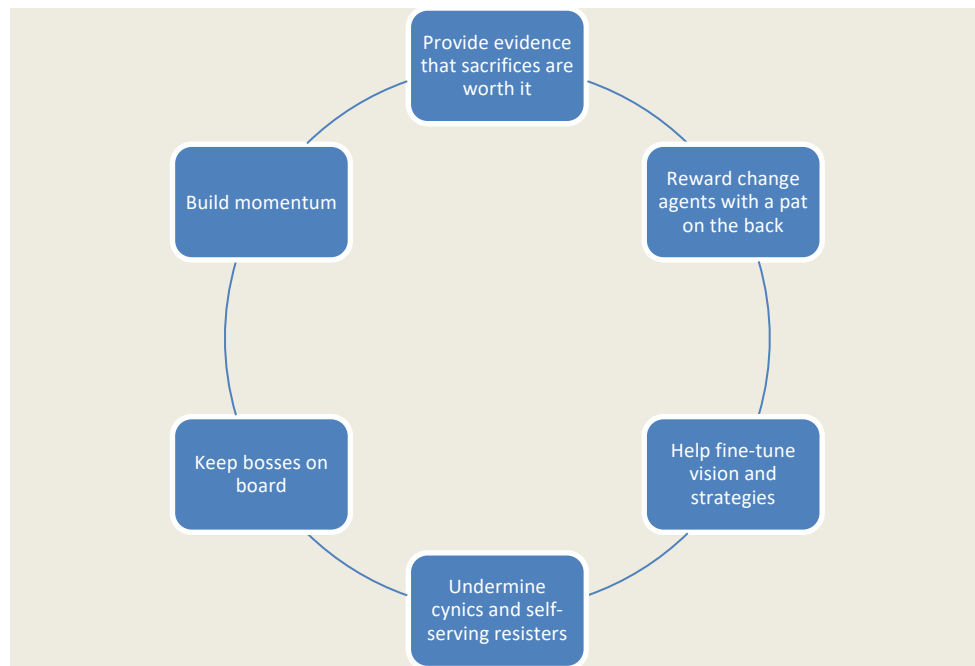 Provide evidence
that sacrifices are
worth it
Reward change
agents with a pat
on the back
Help fine-tune
vision and
strategies
Undermine
cynics and self-
serving resisters
Keep bosses on
board
Build momentum